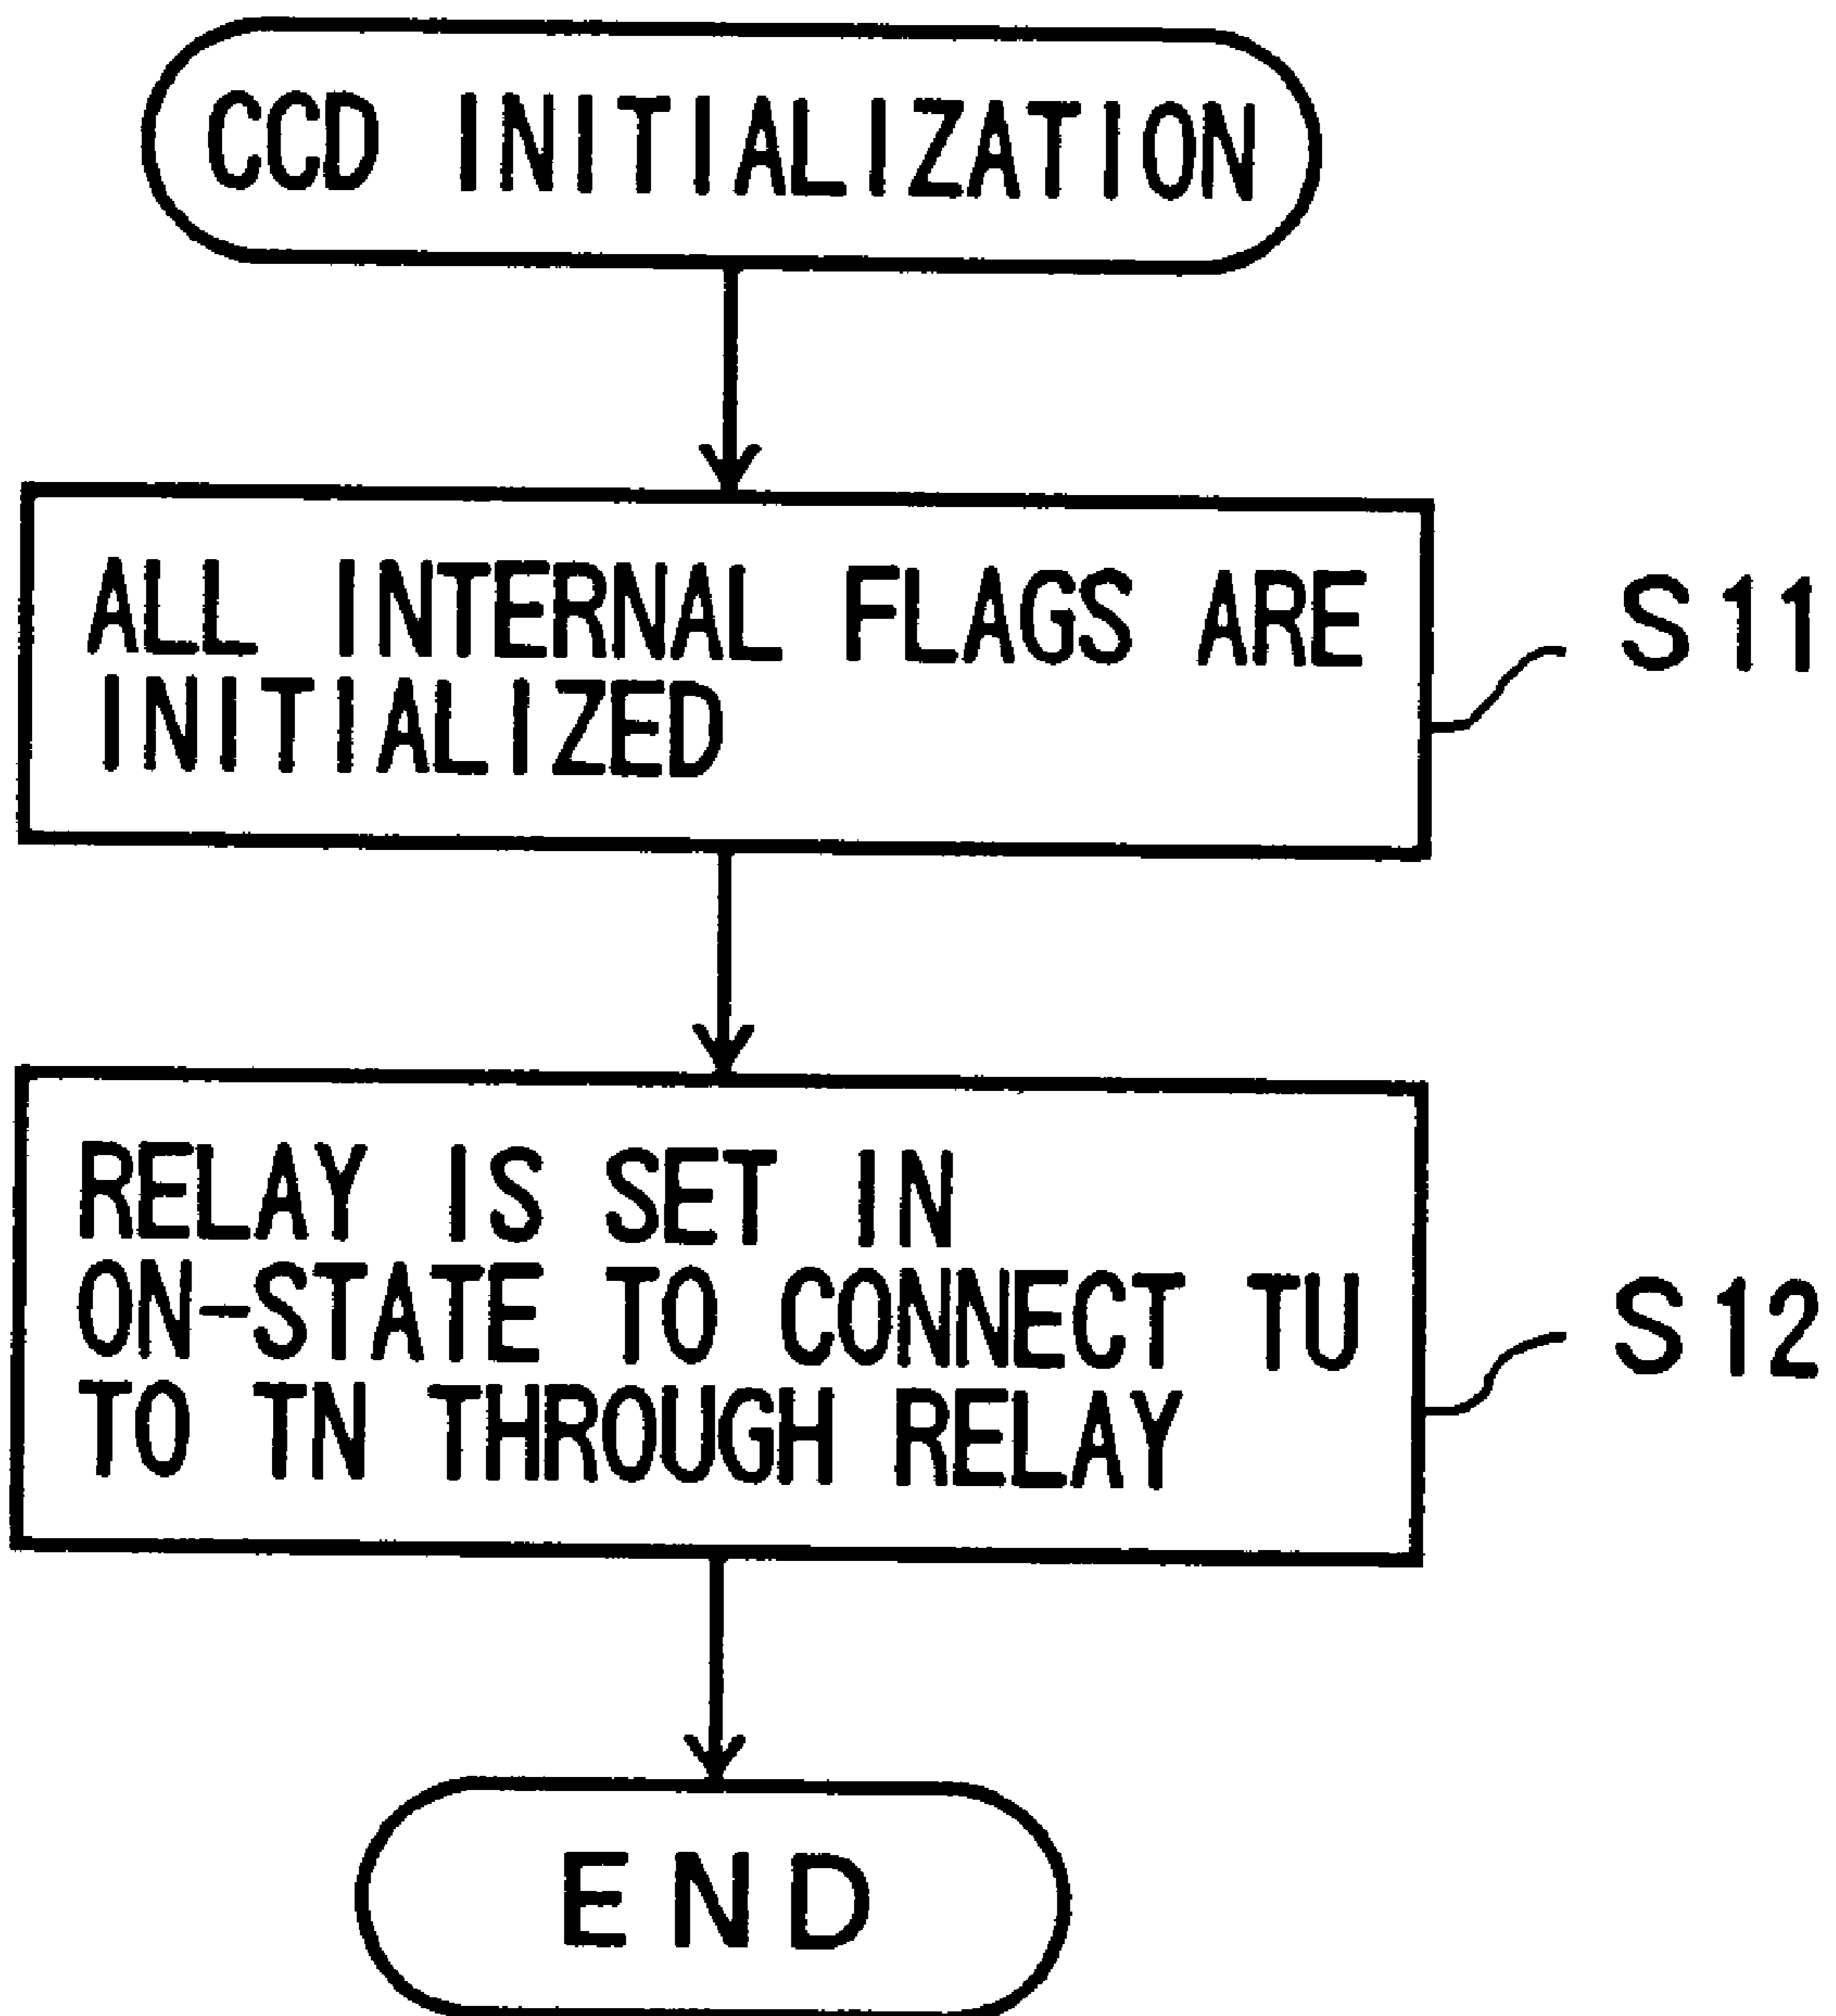 CCD INITIALIZATION
ALL INTERNAL FLAGS ARE
INITIALIZED
S11
RELAY IS SET IN
ON-STATE TO CONNECT TU
TO TN THROUGH RELAY
S12
END